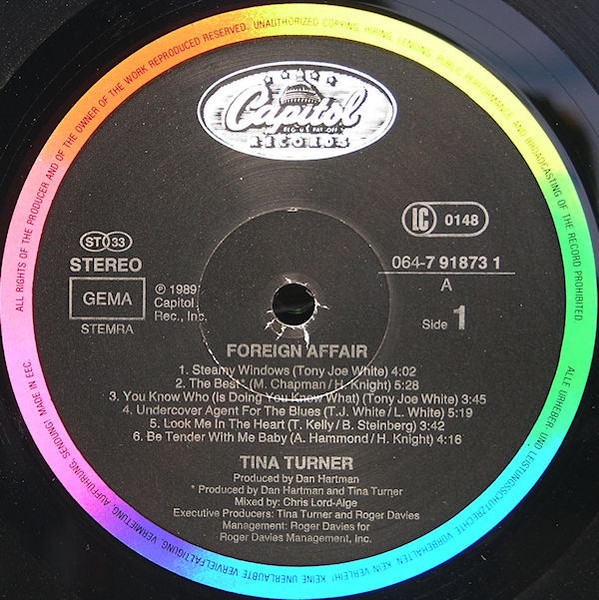 ALL RIGHTS OF THE PRODUCER AND OF THE OWNER OF THE WORK REPRODUCED RESERVED. UNAUTHORIZED COPYING, HIRING, LENDING, PUBLIC PERFORMANCE AND BROADCASTING OF THE RECORD PROHIBITED.
Capitol
REG. U.S. PAT. OFF.
RECORDS
LC 0148
ST 33
STEREO
064-7 91873 1
GEMA
A
STEMRA
℗ 1989
Capitol
Rec., Inc.
Side 1
FOREIGN AFFAIR
1. Steamy Windows (Tony Joe White) 4:02
2. The Best* (M. Chapman/H. Knight) 5:28
3. You Know Who (Is Doing You Know What) (Tony Joe White) 3:45
4. Undercover Agent For The Blues (T.J. White/L. White) 5:19
5. Look Me In The Heart (T. Kelly/B. Steinberg) 3:42
6. Be Tender With Me Baby (A. Hammond/H. Knight) 4:16
TINA TURNER
Produced by Dan Hartman
* Produced by Dan Hartman and Tina Turner
Mixed by: Chris Lord-Alge
Executive Producers: Tina Turner and Roger Davies
Management: Roger Davies for
Roger Davies Management, Inc.
ALLE URHEBER- UND LEISTUNGSSCHUTZRECHTE VORBEHALTEN. KEIN VERLEIH! KEINE UNERLAUBTE VERVIELFÄLTIGUNG, VERMIETUNG, AUFFÜHRUNG, SENDUNG! MADE IN EEC.